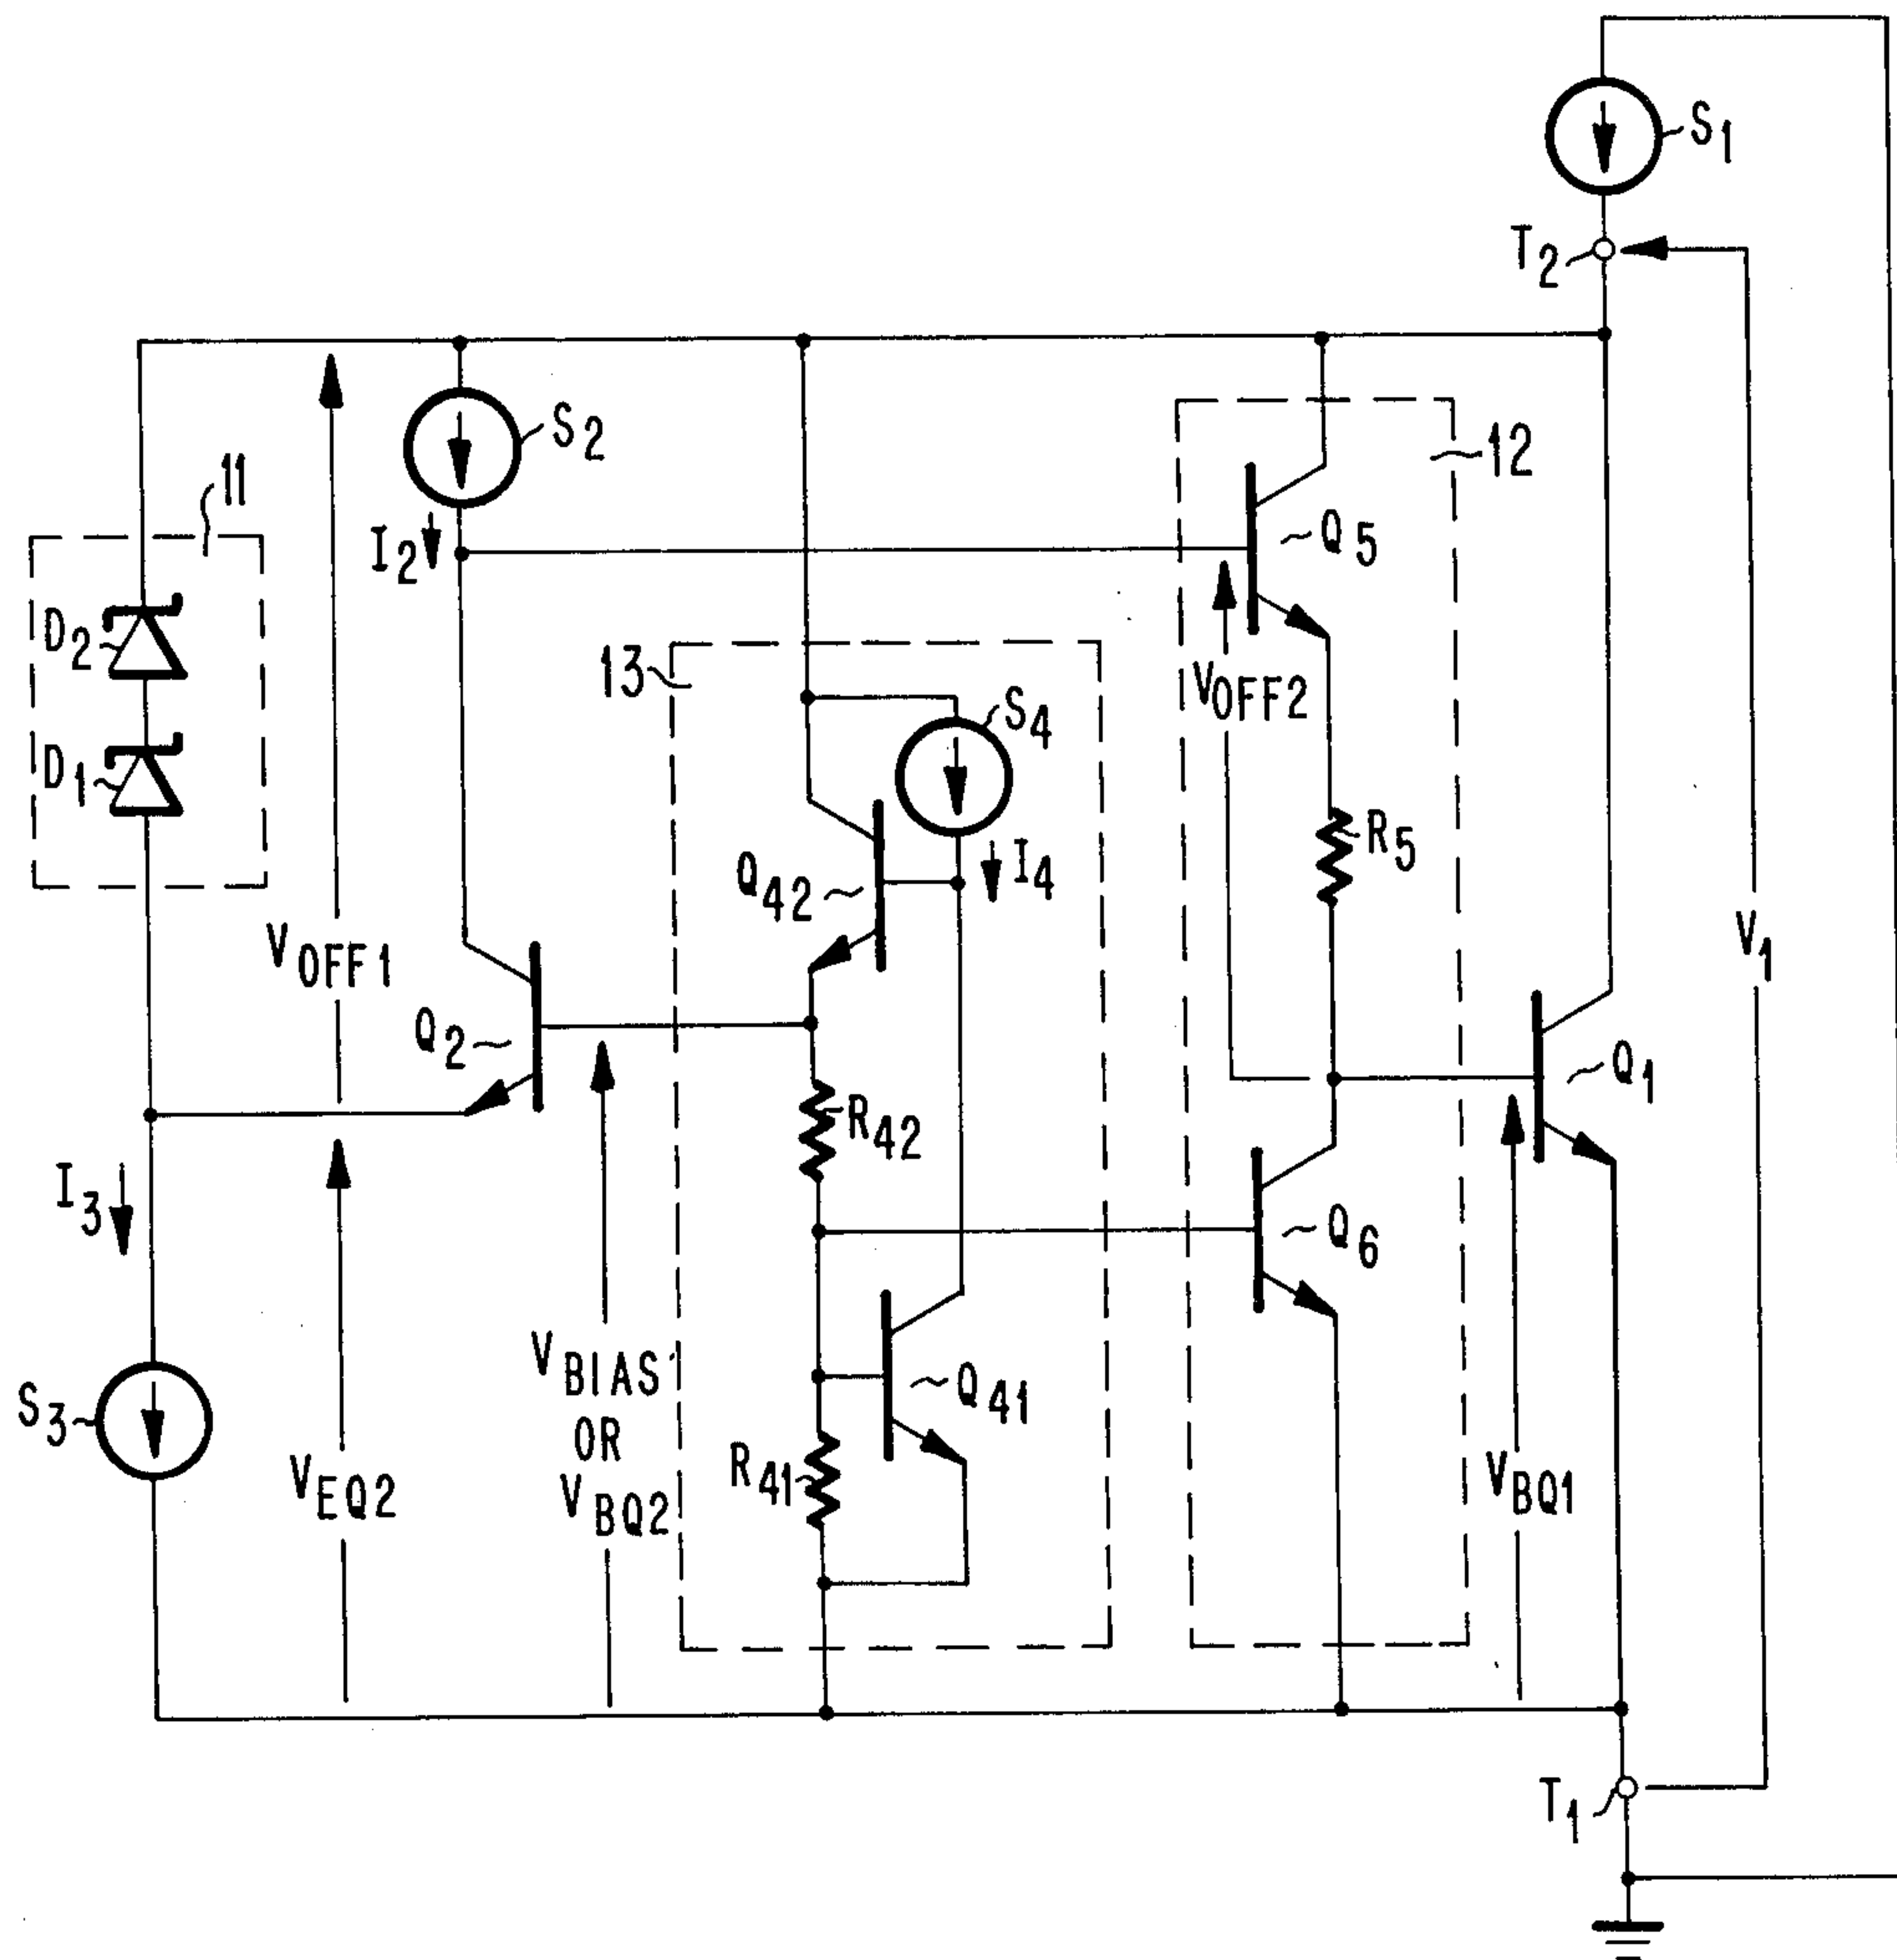 S1
T2
S2
12
11
I2
Q5
D2
13
VOFF2
S4
D1
R5
Q42
I4
VOFF1
V1
Q2
Q1
R42
I3
Q6
VBIAS
OR
VBQ2
Q41
S3
R41
VEQ2
VBQ1
T1